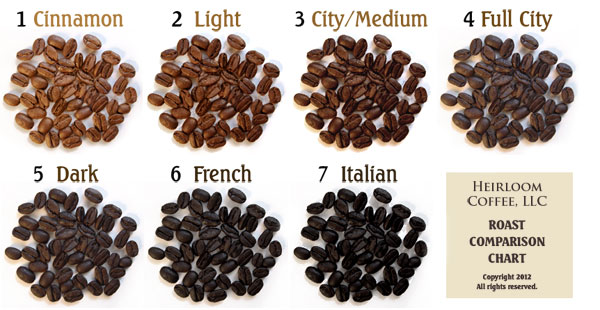 1 Cinnamon
2 Light
3 City/Medium
4 Full City
5 Dark
6 French
7 Italian
Heirloom
Coffee, LLC
ROAST
COMPARISON
CHART
Copyright 2012
All rights reserved.